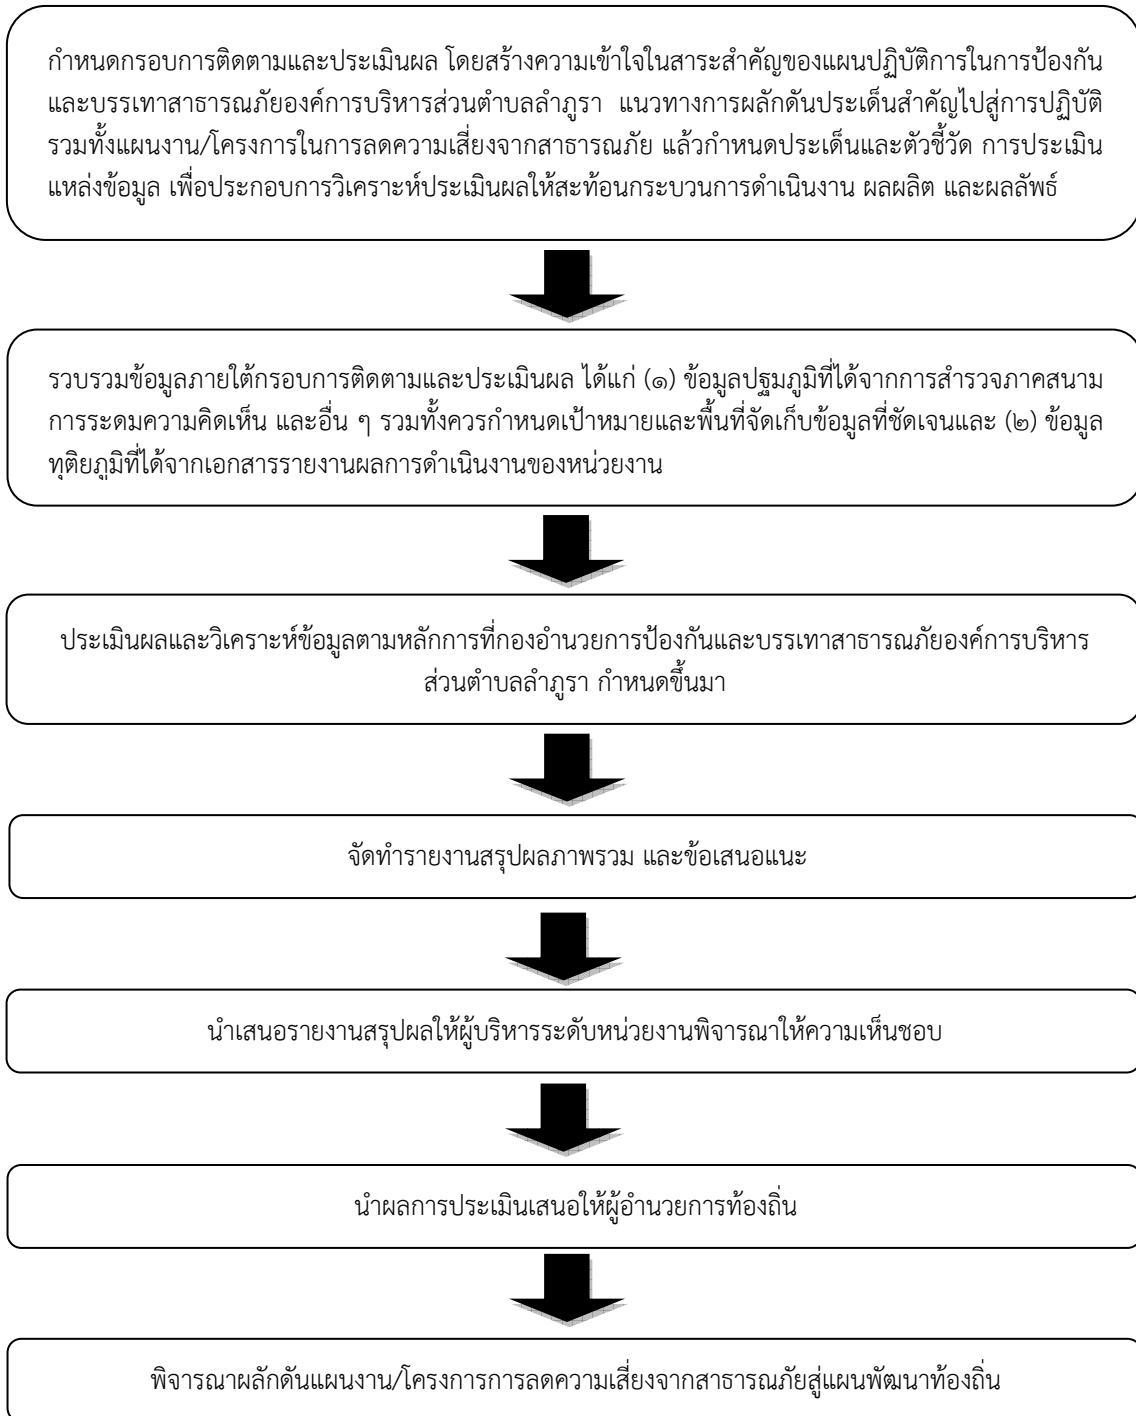 กำหนดกรอบการติดตามและประเมินผล โดยสร้างความเข้าใจในสาระสำคัญของแผนปฏิบัติการในการป้องกัน
และบรรเทาสาธารณภัยองค์การบริหารส่วนตำบลลำภูรา แนวทางการผลักดันประเด็นสำคัญไปสู่การปฏิบัติ
รวมทั้งแผนงาน/โครงการในการลดความเสี่ยงจากสาธารณภัย แล้วกำหนดประเด็นและตัวชี้วัด การประเมิน
แหล่งข้อมูล เพื่อประกอบการวิเคราะห์ประเมินผลให้สะท้อนกระบวนการดำเนินงาน ผลผลิต และผลลัพธ์
รวบรวมข้อมูลภายใต้กรอบการติดตามและประเมินผล ได้แก่ (๑) ข้อมูลปฐมภูมิที่ได้จากการสำรวจภาคสนาม
การระดมความคิดเห็น และอื่น ๆ รวมทั้งควรกำหนดเป้าหมายและพื้นที่จัดเก็บข้อมูลที่ชัดเจนและ (๒) ข้อมูล
ทุติยภูมิที่ได้จากเอกสารรายงานผลการดำเนินงานของหน่วยงาน
ประเมินผลและวิเคราะห์ข้อมูลตามหลักการที่กองอำนวยการป้องกันและบรรเทาสาธารณภัยองค์การบริหาร
ส่วนตำบลลำภูรา กำหนดขึ้นมา
จัดทำรายงานสรุปผลภาพรวม และข้อเสนอแนะ
นำเสนอรายงานสรุปผลให้ผู้บริหารระดับหน่วยงานพิจารณาให้ความเห็นชอบ
นำผลการประเมินเสนอให้ผู้อำนวยการท้องถิ่น
พิจารณาผลักดันแผนงาน/โครงการการลดความเสี่ยงจากสาธารณภัยสู่แผนพัฒนาท้องถิ่น